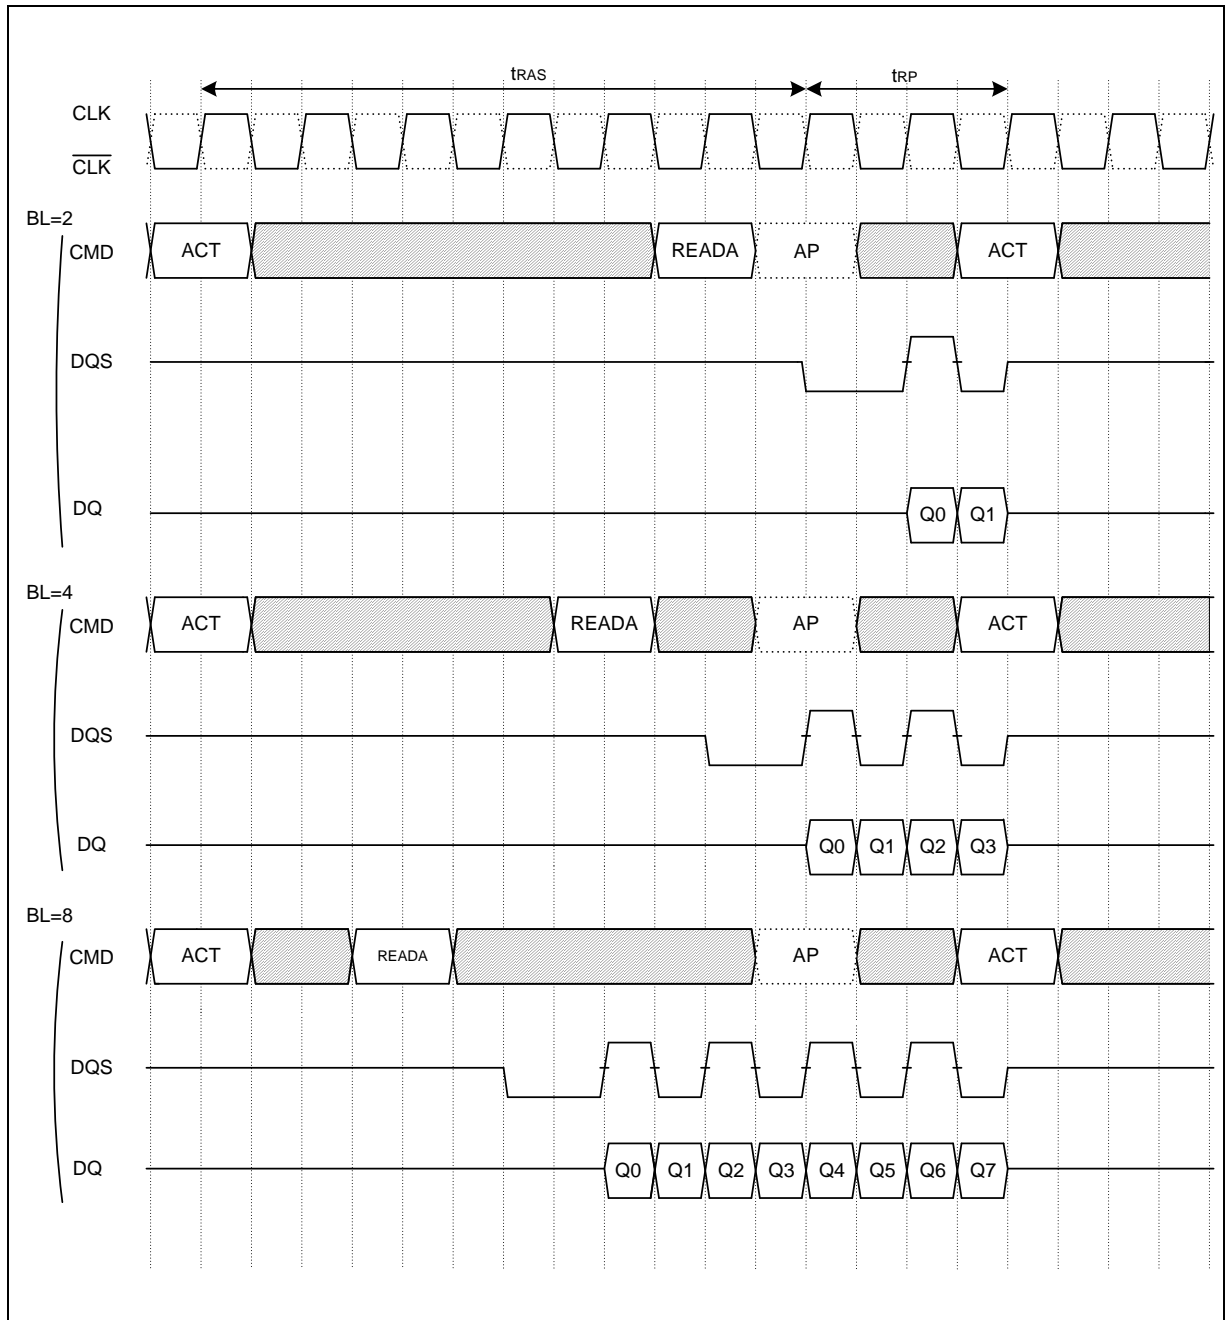 tRAS tRP
CLK
CLK
BL=2
CMD ACT READA AP ACT
DQS
DQ Q0 Q1
BL=4
CMD ACT READA AP ACT
DQS
DQ Q0 Q1 Q2 Q3
BL=8
CMD ACT READA AP ACT
DQS
DQ Q0 Q1 Q2 Q3 Q4 Q5 Q6 Q7